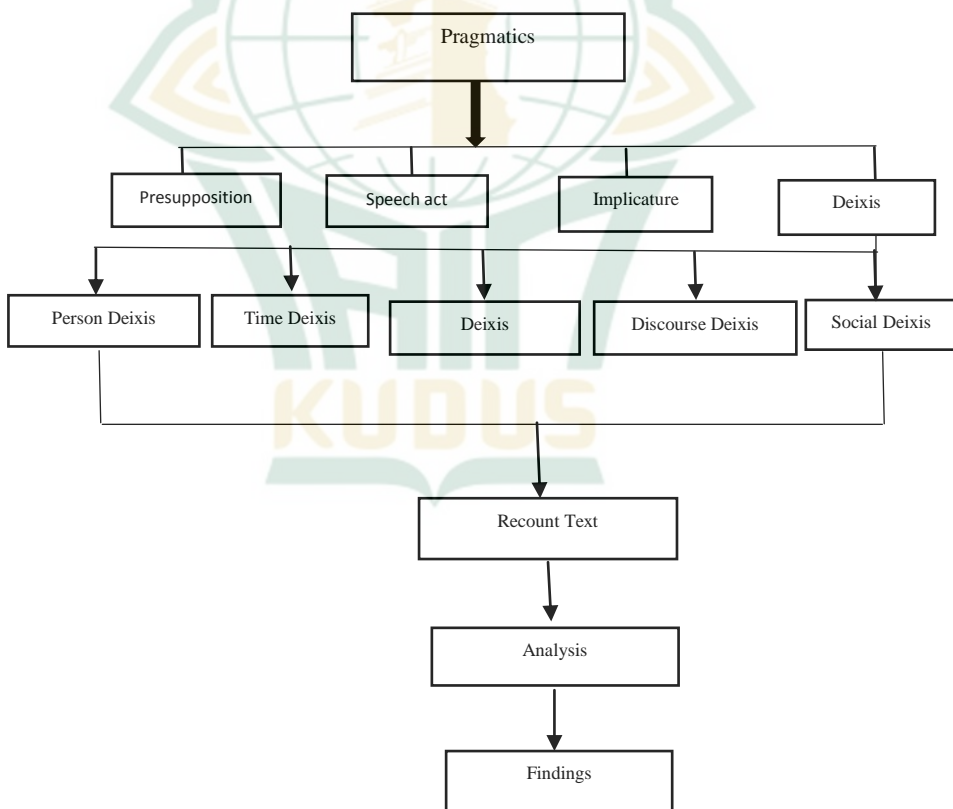 Pragmatics
Presupposition
Speech act
Implicature
Deixis
Person Deixis
Time Deixis
Deixis
Discourse Deixis
Social Deixis
KUDUS
Recount Text
Analysis
Findings